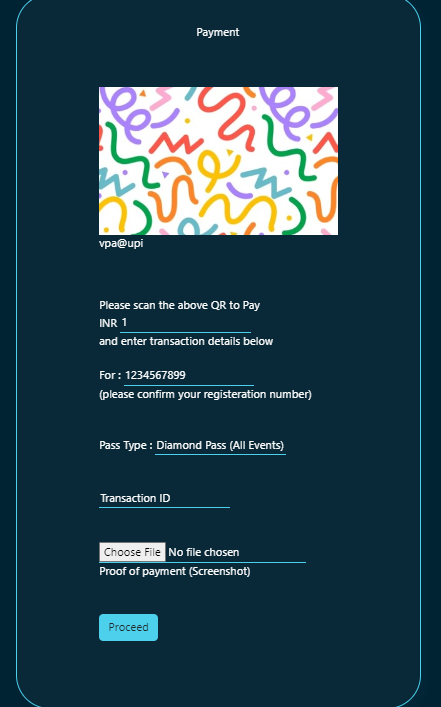 Payment
vpa@upi
Please scan the above QR to Pay
INR 1
and enter transaction details below
For : 1234567899
(please confirm your registeration number)
Pass Type : Diamond Pass (All Events)
Transaction ID
Choose File No file chosen
Proof of payment (Screenshot)
Proceed